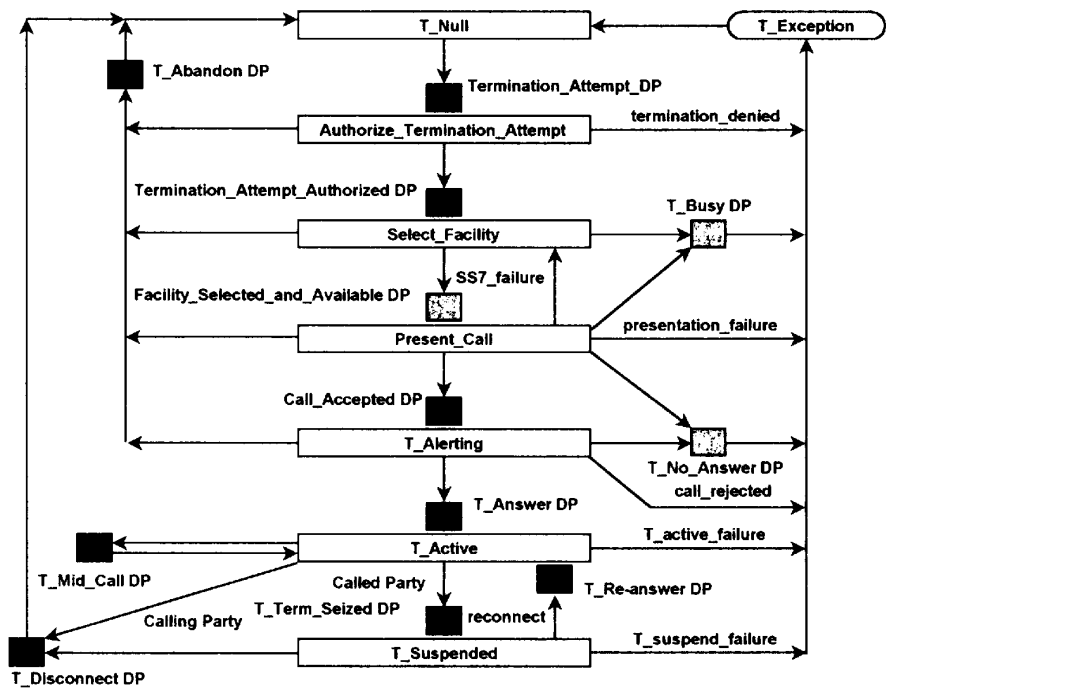 T_Null
T_Exception
T_Abandon DP
Termination_Attempt_DP
Authorize_Termination_Attempt
termination_denied
Termination_Attempt_Authorized DP
T_Busy DP
Select_Facility
SS7_failure
Facility_Selected_and_Available DP
Present_Call
presentation_failure
Call_Accepted DP
T_Alerting
T_No_Answer DP
call_rejected
T_Answer DP
T_Active
T_active_failure
T_Mid_Call DP
Called Party
T_Re-answer DP
T_Term_Seized DP
reconnect
Calling Party
T_Suspended
T_suspend_failure
T_Disconnect DP